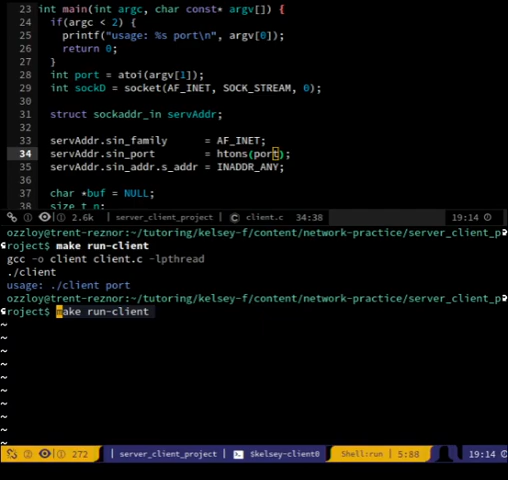 23 int main(int argc, char const* argv[]) {
24   if(argc < 2) {
25     printf("usage: %s port\n", argv[0]);
26     return 0;
27   }
28   int port = atoi(argv[1]);
29   int sockD = socket(AF_INET, SOCK_STREAM, 0);
30
31   struct sockaddr_in servAddr;
32
33   servAddr.sin_family      = AF_INET;
34   servAddr.sin_port        = htons(port);
35   servAddr.sin_addr.s_addr = INADDR_ANY;
36
37   char *buf = NULL;
38   size_t n;
2.6k | server_client_project | C client.c 34:38 19:14
ozzloy@trent-reznor:~/tutoring/kelsey-f/content/network-practice/server_client_p
roject$ make run-client
gcc -o client client.c -lpthread
./client
usage: ./client port
ozzloy@trent-reznor:~/tutoring/kelsey-f/content/network-practice/server_client_p
roject$ make run-client
~
~
~
~
~
~
~
~
~
~
② ① 272 | server_client_project $kelsey-client0 Shell:run | 5:88 19:14